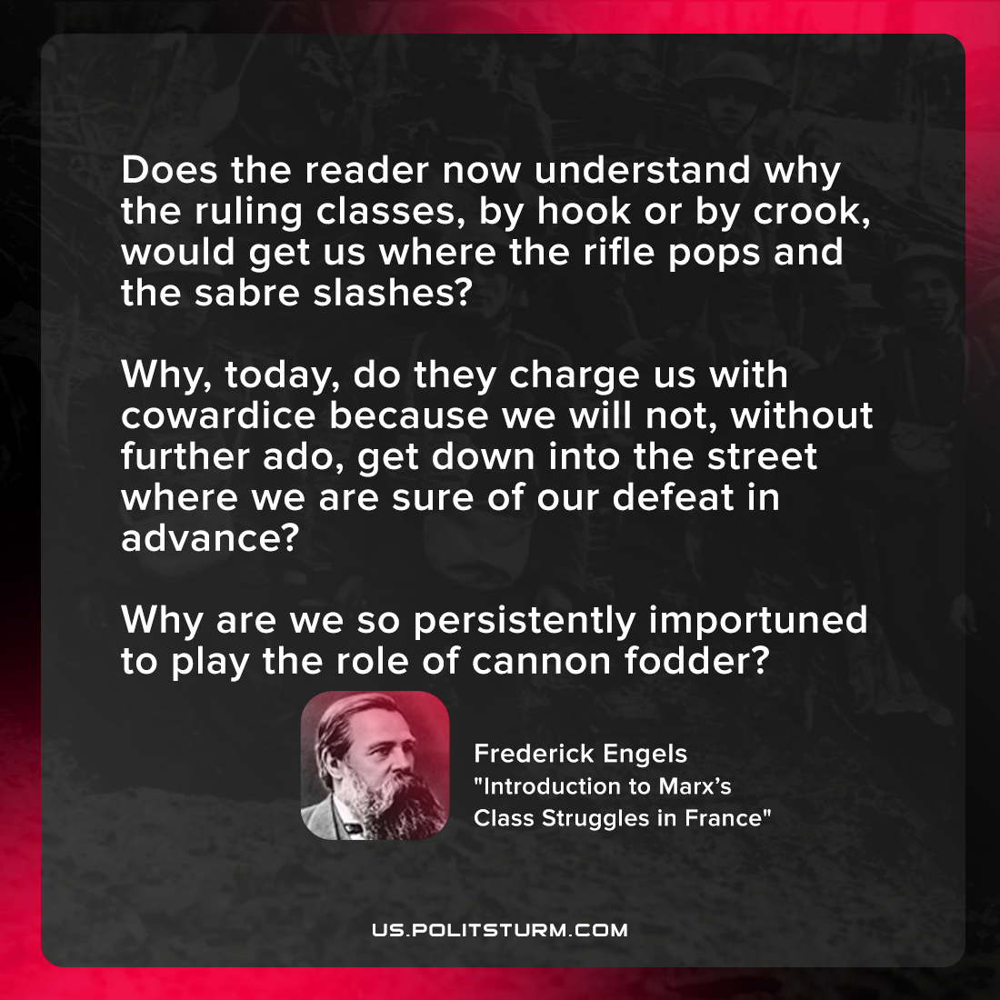 Does the reader now understand why
the ruling classes, by hook or by crook,
would get us where the rifle pops and
the sabre slashes?
Why, today, do they charge us with
cowardice because we will not, without
further ado, get down into the street
where we are sure of our defeat in
advance?
Why are we so persistently importuned
to play the role of cannon fodder?
Frederick Engels
"Introduction to Marx’s
Class Struggles in France"
US.POLITSTURM.COM